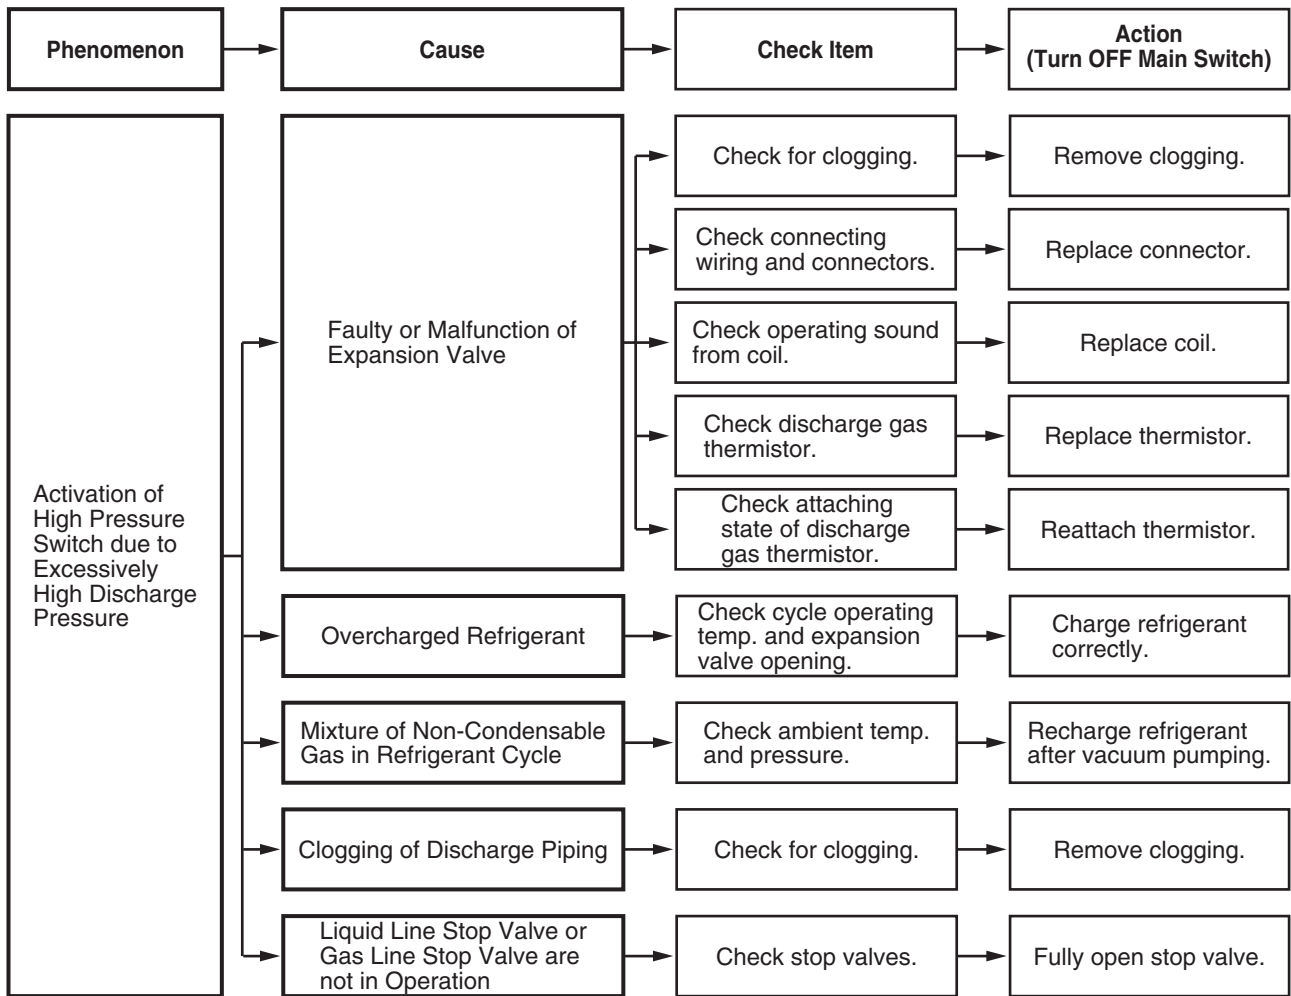 Phenomenon
Cause
Check Item
Action
(Turn OFF Main Switch)
Activation of
High Pressure
Switch due to
Excessively
High Discharge
Pressure
Faulty or Malfunction of
Expansion Valve
Check for clogging.
Remove clogging.
Check connecting
wiring and connectors.
Replace connector.
Check operating sound
from coil.
Replace coil.
Check discharge gas
thermistor.
Replace thermistor.
Check attaching
state of discharge
gas thermistor.
Reattach thermistor.
Overcharged Refrigerant
Check cycle operating
temp. and expansion
valve opening.
Charge refrigerant
correctly.
Mixture of Non-Condensable
Gas in Refrigerant Cycle
Check ambient temp.
and pressure.
Recharge refrigerant
after vacuum pumping.
Clogging of Discharge Piping
Check for clogging.
Remove clogging.
Liquid Line Stop Valve or
Gas Line Stop Valve are
not in Operation
Check stop valves.
Fully open stop valve.